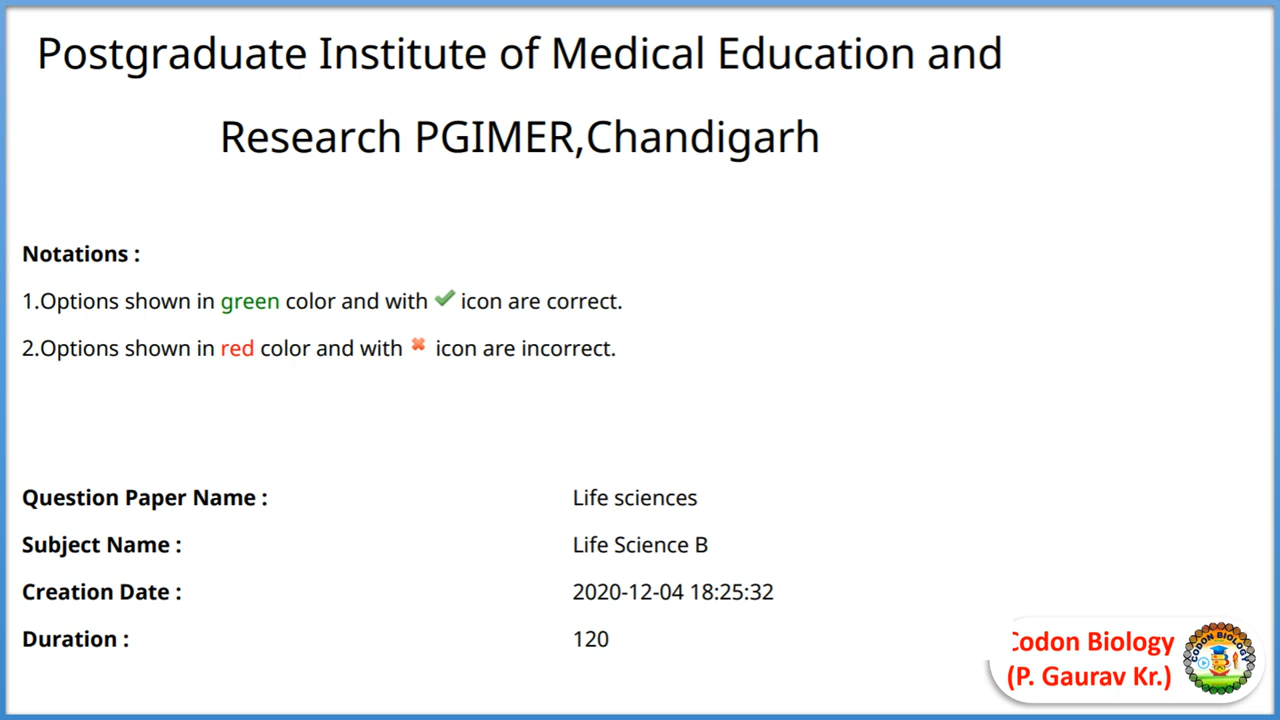 Postgraduate Institute of Medical Education and
Research PGIMER,Chandigarh
Notations :
1.Options shown in green color and with ✔ icon are correct.
2.Options shown in red color and with ✖ icon are incorrect.
Question Paper Name : Life sciences
Subject Name : Life Science B
Creation Date : 2020-12-04 18:25:32
Duration : 120
Codon Biology
(P. Gaurav Kr.)
CODON BIOLOGY